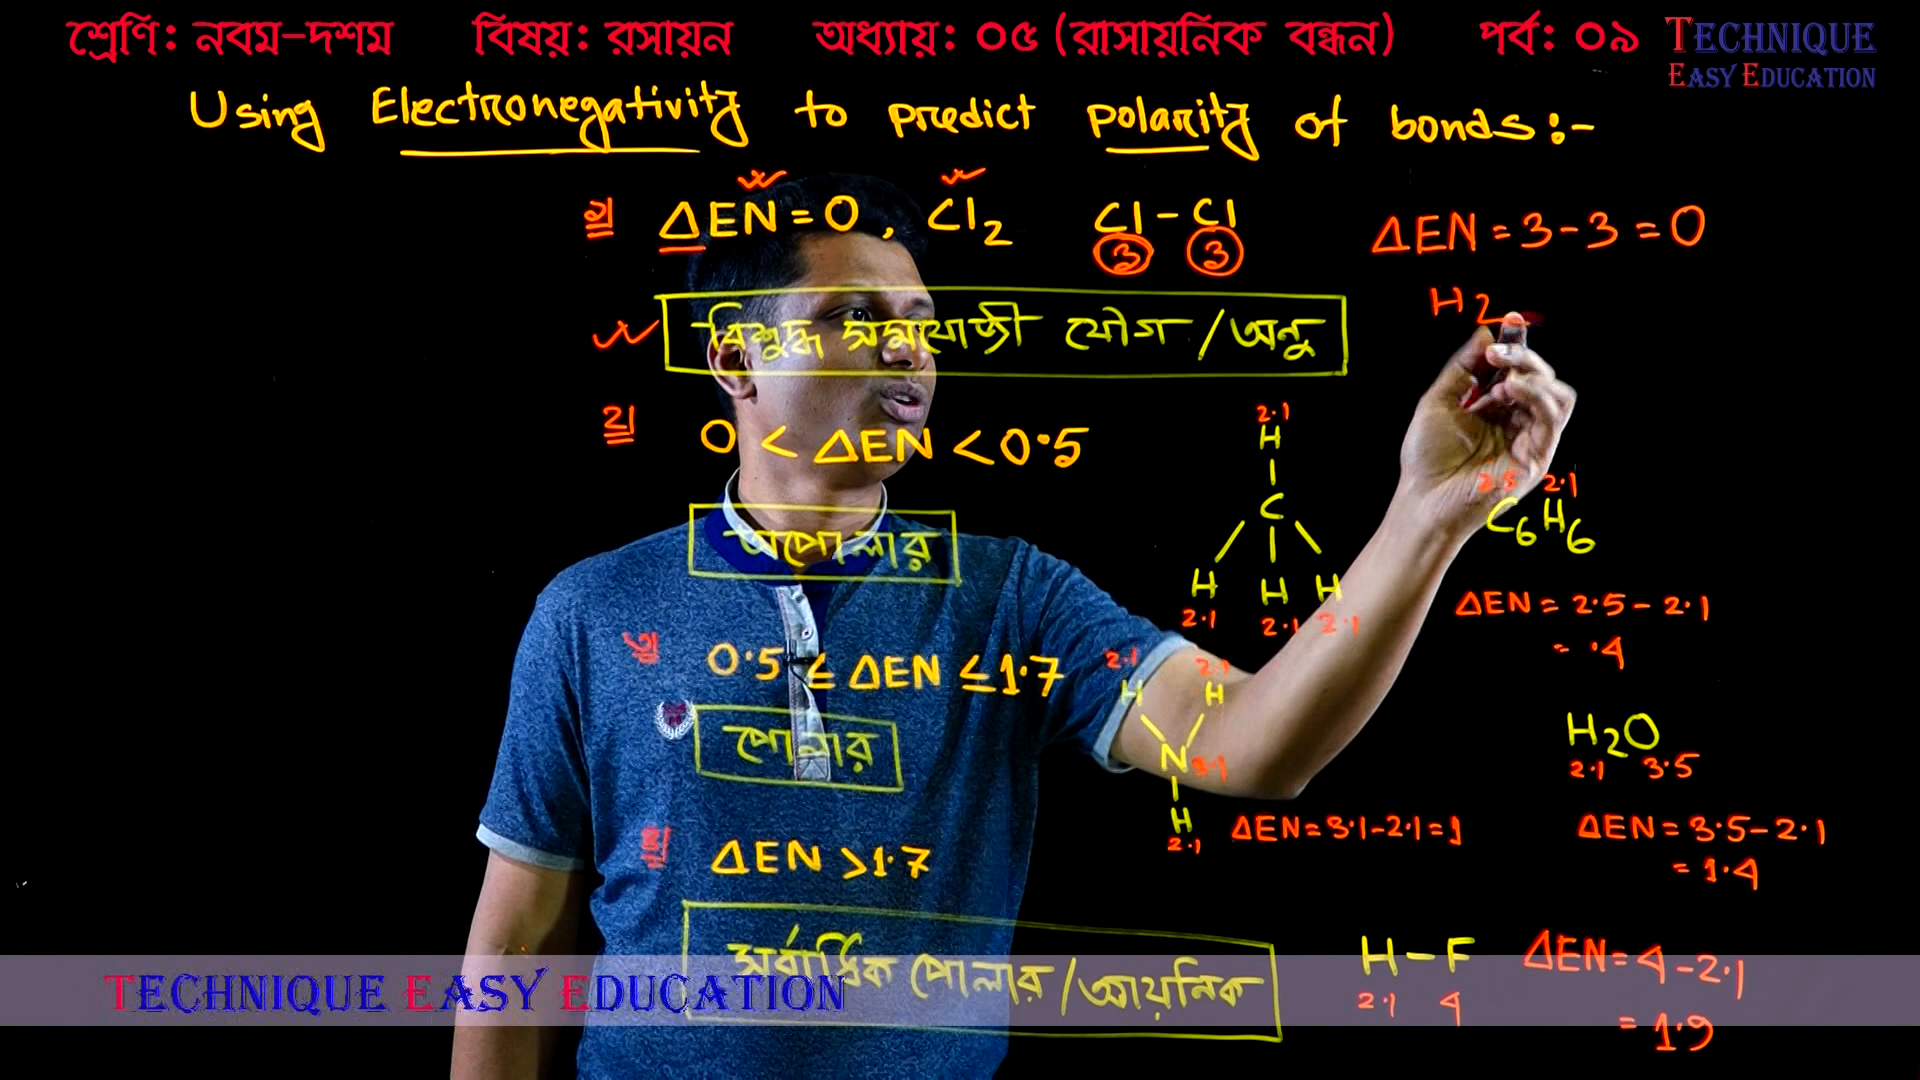 শ্রেণি: নবম-দশম বিষয়: রসায়ন অধ্যায়: ০৫ (রাসায়নিক বন্ধন) পর্ব: ০৯
TECHNIQUE
EASY EDUCATION
Using Electronegativity to predict polarity of bonds:-
১। ΔEN = 0, Cl2 Cl - Cl ΔEN = 3 - 3 = 0
3 3
H2
বিশুদ্ধ সমযোজী যৌগ / অনু
২। 0 < ΔEN < 0.5
2.1
H
C
H H H
2.1 2.1 2.1
2.5 2.1
C6H6
অপোলার
ΔEN = 2.5 - 2.1
= .4
৩। 0.5 ≤ ΔEN ≤ 1.7
পোলার
2.1 2.1
H H
N 3.1
H
2.1
ΔEN = 3.1 - 2.1 = 1
H2O
2.1 3.5
ΔEN = 3.5 - 2.1
= 1.4
৪। ΔEN > 1.7
সর্বাধিক পোলার / আয়নিক
H - F ΔEN = 4 - 2.1
2.1 4
= 1.9
TECHNIQUE EASY EDUCATION